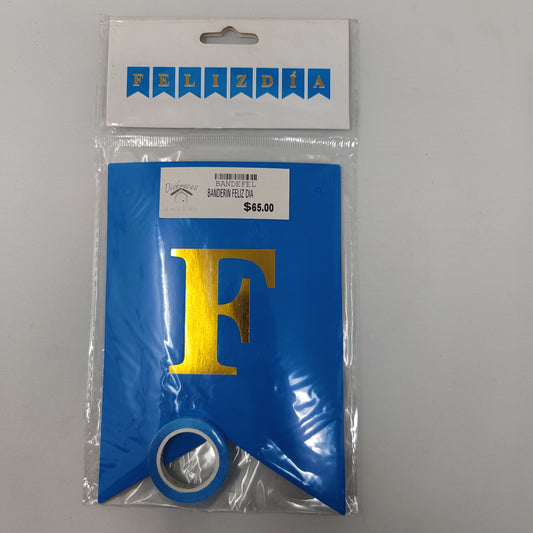 FELIZDÍA
BANDEFEL
BANDERIN FELIZ DIA
$65.00
F